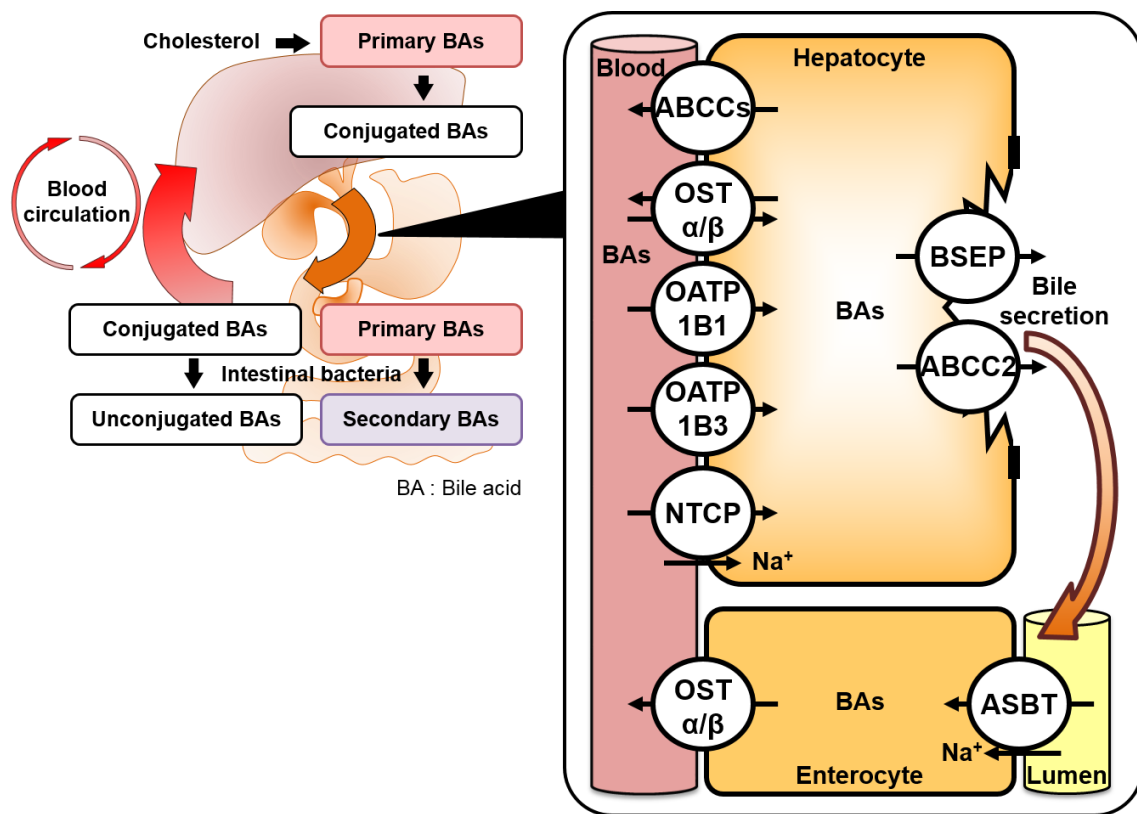 Cholesterol
Primary BAs
Conjugated BAs
Blood
circulation
Conjugated BAs
Primary BAs
Intestinal bacteria
Unconjugated BAs
Secondary BAs
BA : Bile acid
Blood
Hepatocyte
ABCCs
OST
α/β
BAs
OATP
1B1
OATP
1B3
NTCP
Na⁺
BAs
BSEP
Bile
secretion
ABCC2
OST
α/β
BAs
ASBT
Na⁺
Enterocyte
Lumen